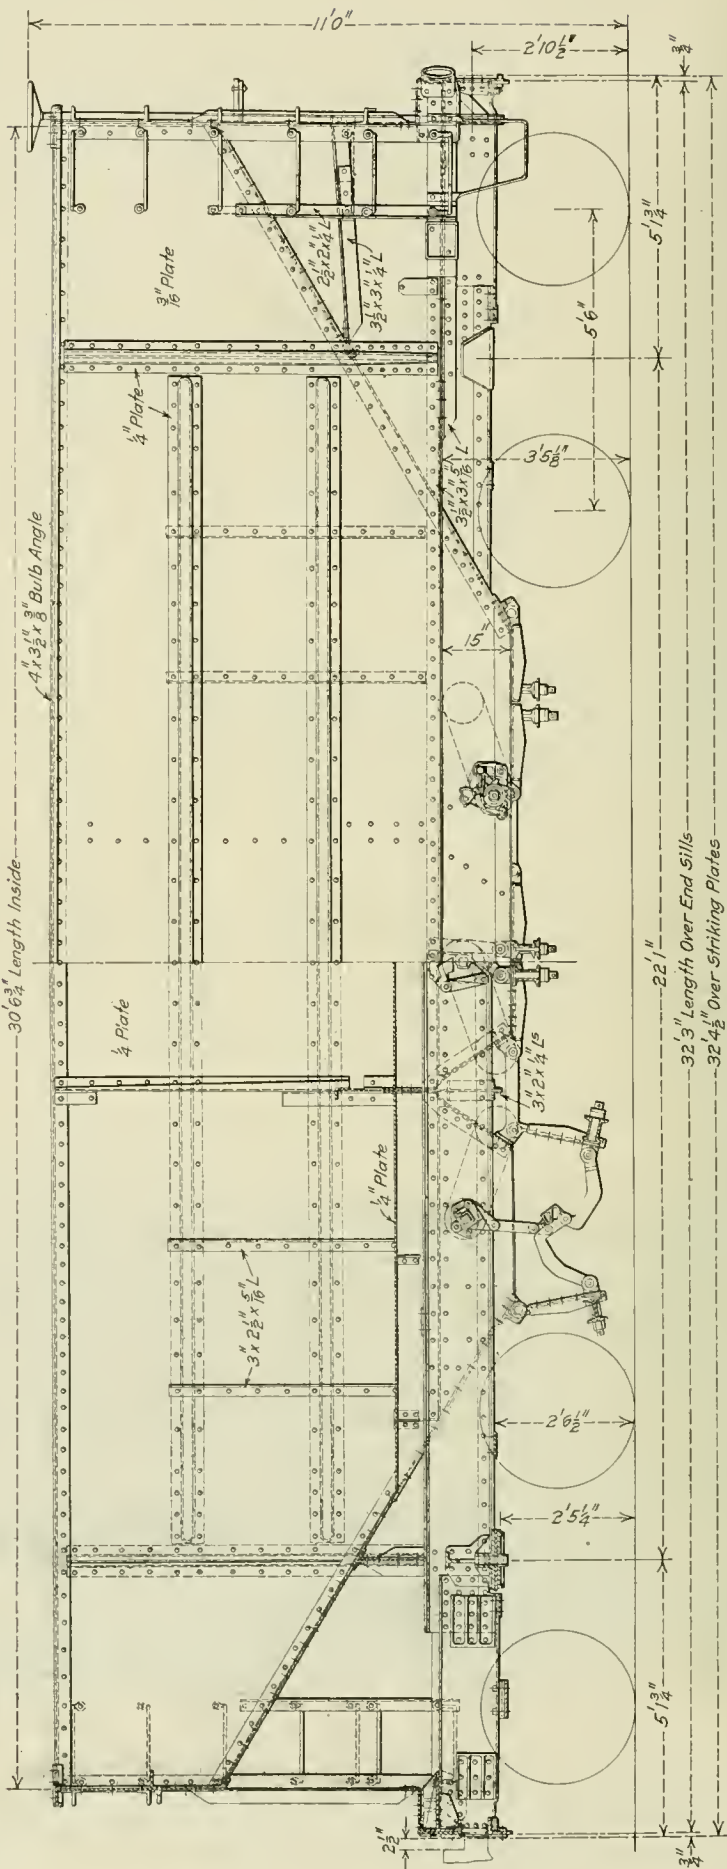 11'0"
2'10½"
¾"
30'6¾" Length Inside
4"x3½"x⅜" Bulb Angle
3/16" Plate
2½"x2"x¼" L
3½"x3"x¼" L
¼" Plate
3½"x3"x5/16" L
3'5⅛"
5'6"
5'1¾"
15"
¼ Plate
3"x2"x¼" Ls
¼" Plate
3"x2½"x5/16" L
2'6½"
2'5¼"
22'1"
32'3" Length Over End Sills
32'4½" Over Striking Plates
5'1¾"
2½"
¾"